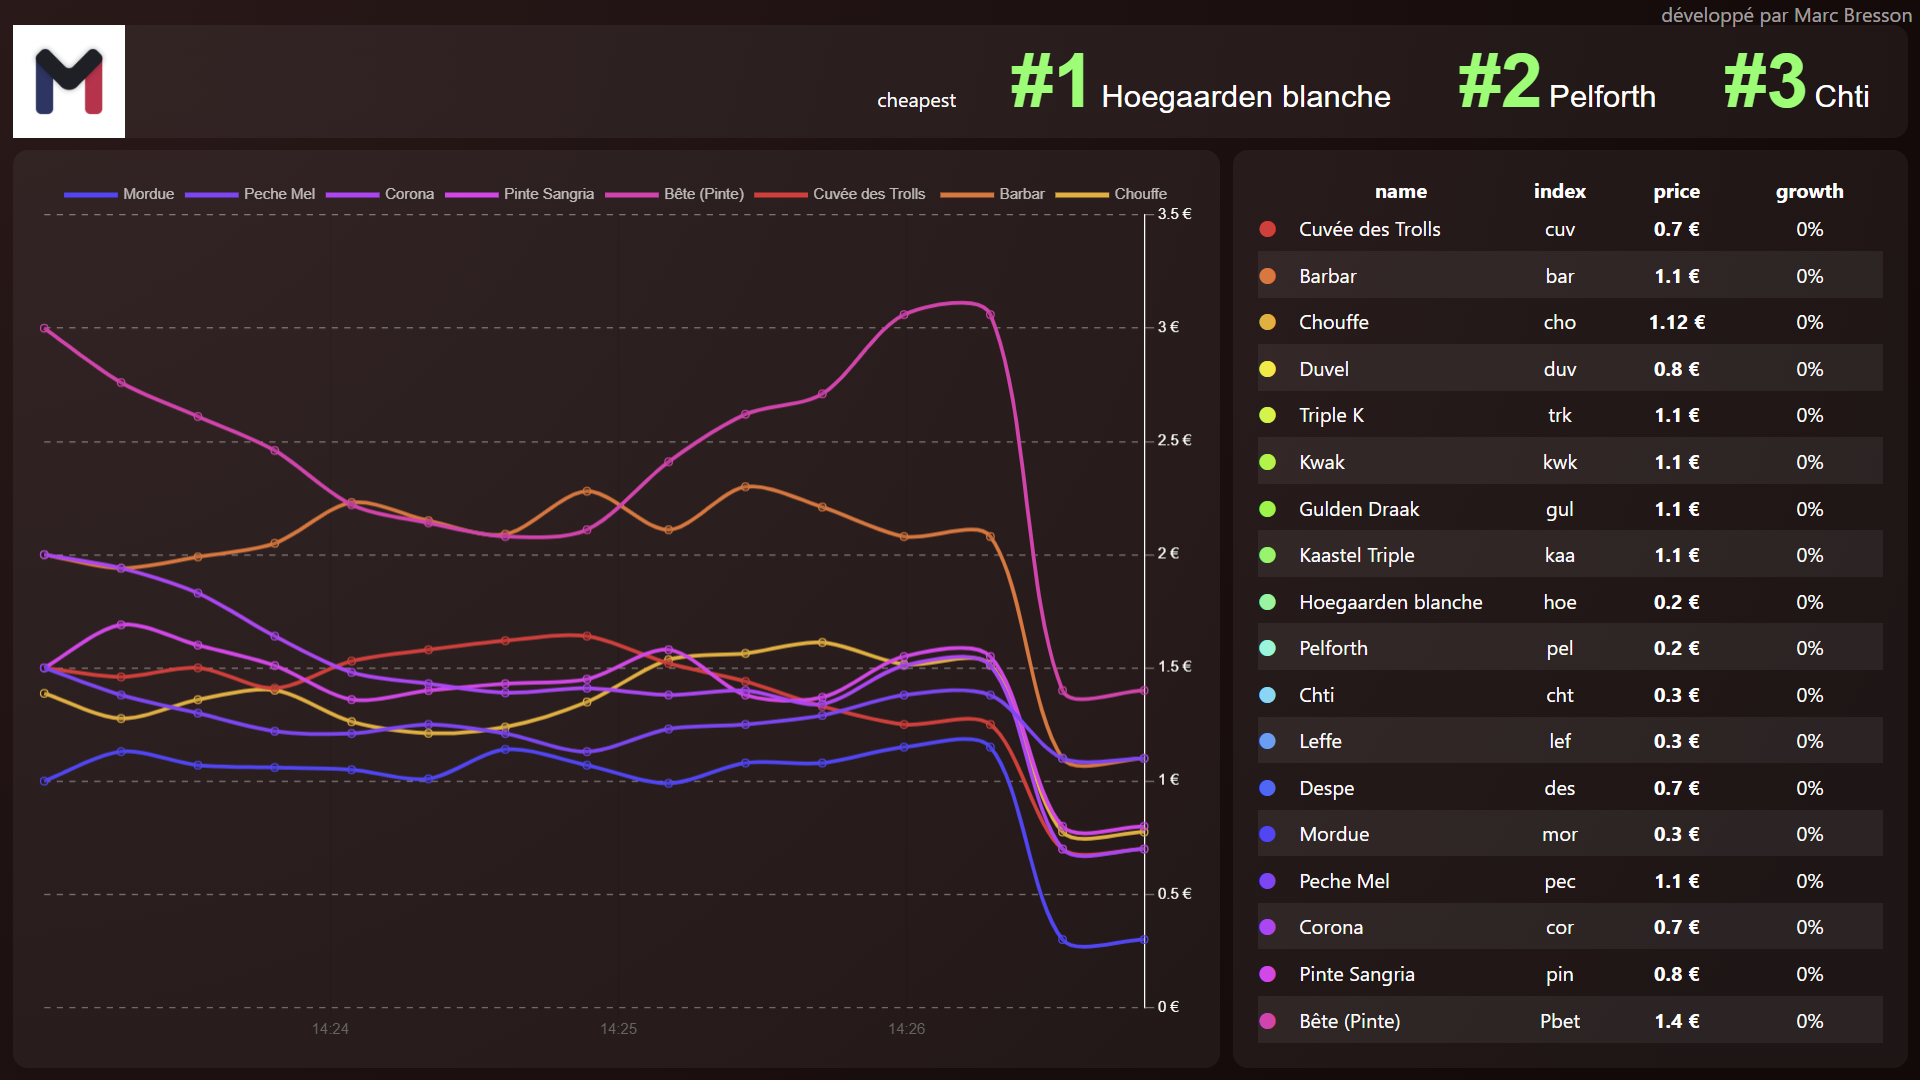 développé par Marc Bresson
cheapest #1 Hoegaarden blanche #2 Pelforth #3 Chti
Mordue Peche Mel Corona Pinte Sangria Bête (Pinte) Cuvée des Trolls Barbar Chouffe
3.5 €
3 €
2.5 €
2 €
1.5 €
1 €
0.5 €
0 €
14:24 14:25 14:26
name index price growth
Cuvée des Trolls cuv 0.7 € 0%
Barbar bar 1.1 € 0%
Chouffe cho 1.12 € 0%
Duvel duv 0.8 € 0%
Triple K trk 1.1 € 0%
Kwak kwk 1.1 € 0%
Gulden Draak gul 1.1 € 0%
Kaastel Triple kaa 1.1 € 0%
Hoegaarden blanche hoe 0.2 € 0%
Pelforth pel 0.2 € 0%
Chti cht 0.3 € 0%
Leffe lef 0.3 € 0%
Despe des 0.7 € 0%
Mordue mor 0.3 € 0%
Peche Mel pec 1.1 € 0%
Corona cor 0.7 € 0%
Pinte Sangria pin 0.8 € 0%
Bête (Pinte) Pbet 1.4 € 0%